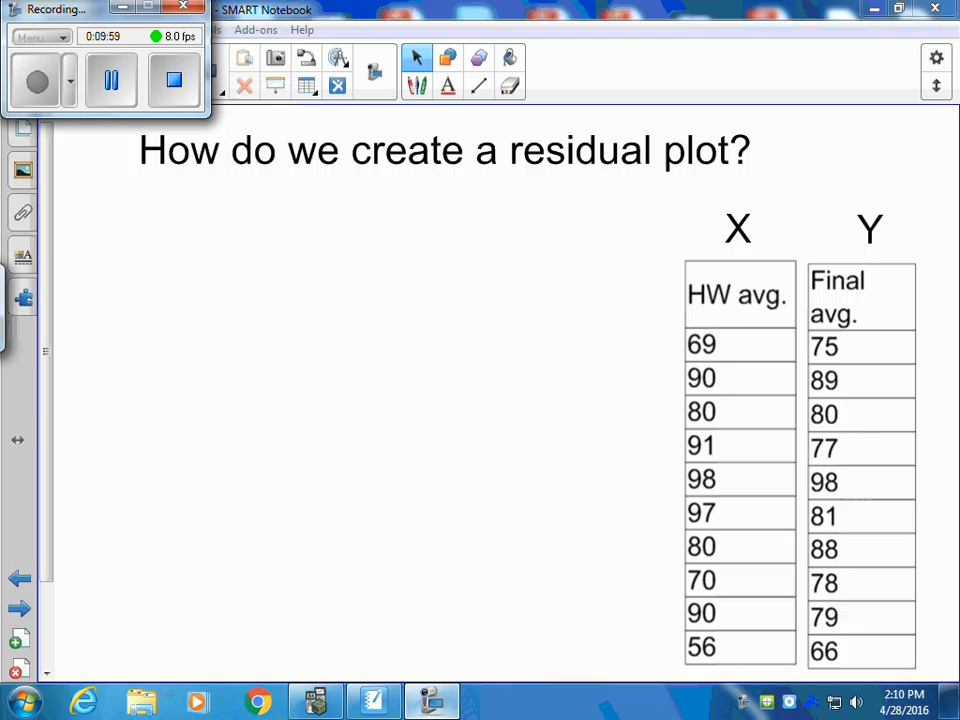 Recording...
- SMART Notebook
Menu
0:09:59
8.0 fps
Add-ons
Help
How do we create a residual plot?
X
Y
HW avg.
Final
avg.
69
75
90
89
80
80
91
77
98
98
97
81
80
88
70
78
90
79
56
66
2:10 PM
4/28/2016